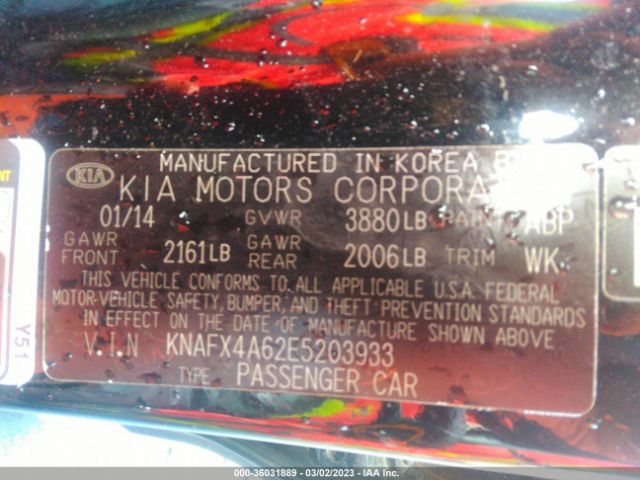 MANUFACTURED IN KOREA
KIA KIA MOTORS
01/14 GVWR 3880LB PAINT ABP
GAWR FRONT 2161LB GAWR REAR 2006LB TRIM WK
THIS VEHICLE CONFORMS TO ALL APPLICABLE U.S.A. FEDERAL
MOTOR-VEHICLE SAFETY, BUMPER, AND THEFT PREVENTION STANDARDS
IN EFFECT ON THE DATE OF MANUFACTURE SHOWN ABOVE
V.I.N KNAFX4A62E5203933
TYPE PASSENGER CAR
Y51
000-36031889 - 03/02/2023 - IAA Inc.